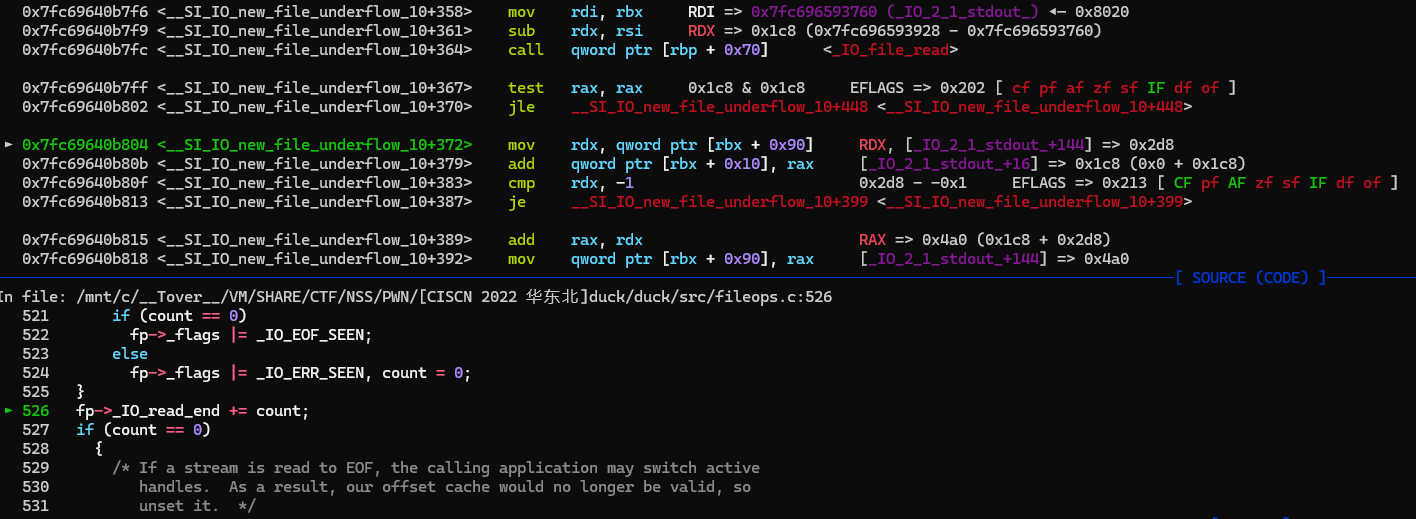 0x7fc69640b7f6 <__SI_IO_new_file_underflow_10+358> mov rdi, rbx RDI => 0x7fc696593760 (_IO_2_1_stdout_) ◂— 0x8020
0x7fc69640b7f9 <__SI_IO_new_file_underflow_10+361> sub rdx, rsi RDX => 0x1c8 (0x7fc696593928 - 0x7fc696593760)
0x7fc69640b7fc <__SI_IO_new_file_underflow_10+364> call qword ptr [rbp + 0x70] <_IO_file_read>
0x7fc69640b7ff <__SI_IO_new_file_underflow_10+367> test rax, rax 0x1c8 & 0x1c8 EFLAGS => 0x202 [ cf pf af zf sf IF df of ]
0x7fc69640b802 <__SI_IO_new_file_underflow_10+370> jle __SI_IO_new_file_underflow_10+448 <__SI_IO_new_file_underflow_10+448>
► 0x7fc69640b804 <__SI_IO_new_file_underflow_10+372> mov rdx, qword ptr [rbx + 0x90] RDX, [_IO_2_1_stdout_+144] => 0x2d8
0x7fc69640b80b <__SI_IO_new_file_underflow_10+379> add qword ptr [rbx + 0x10], rax [_IO_2_1_stdout_+16] => 0x1c8 (0x0 + 0x1c8)
0x7fc69640b80f <__SI_IO_new_file_underflow_10+383> cmp rdx, -1 0x2d8 - -0x1 EFLAGS => 0x213 [ CF pf AF zf sf IF df of ]
0x7fc69640b813 <__SI_IO_new_file_underflow_10+387> je __SI_IO_new_file_underflow_10+399 <__SI_IO_new_file_underflow_10+399>
0x7fc69640b815 <__SI_IO_new_file_underflow_10+389> add rax, rdx RAX => 0x4a0 (0x1c8 + 0x2d8)
0x7fc69640b818 <__SI_IO_new_file_underflow_10+392> mov qword ptr [rbx + 0x90], rax [_IO_2_1_stdout_+144] => 0x4a0
[ SOURCE (CODE) ]
In file: /mnt/c/__Tover__/VM/SHARE/CTF/NSS/PWN/[CISCN 2022 华东北]duck/duck/src/fileops.c:526
521 if (count == 0)
522 fp->_flags |= _IO_EOF_SEEN;
523 else
524 fp->_flags |= _IO_ERR_SEEN, count = 0;
525 }
► 526 fp->_IO_read_end += count;
527 if (count == 0)
528 {
529 /* If a stream is read to EOF, the calling application may switch active
530 handles. As a result, our offset cache would no longer be valid, so
531 unset it. */